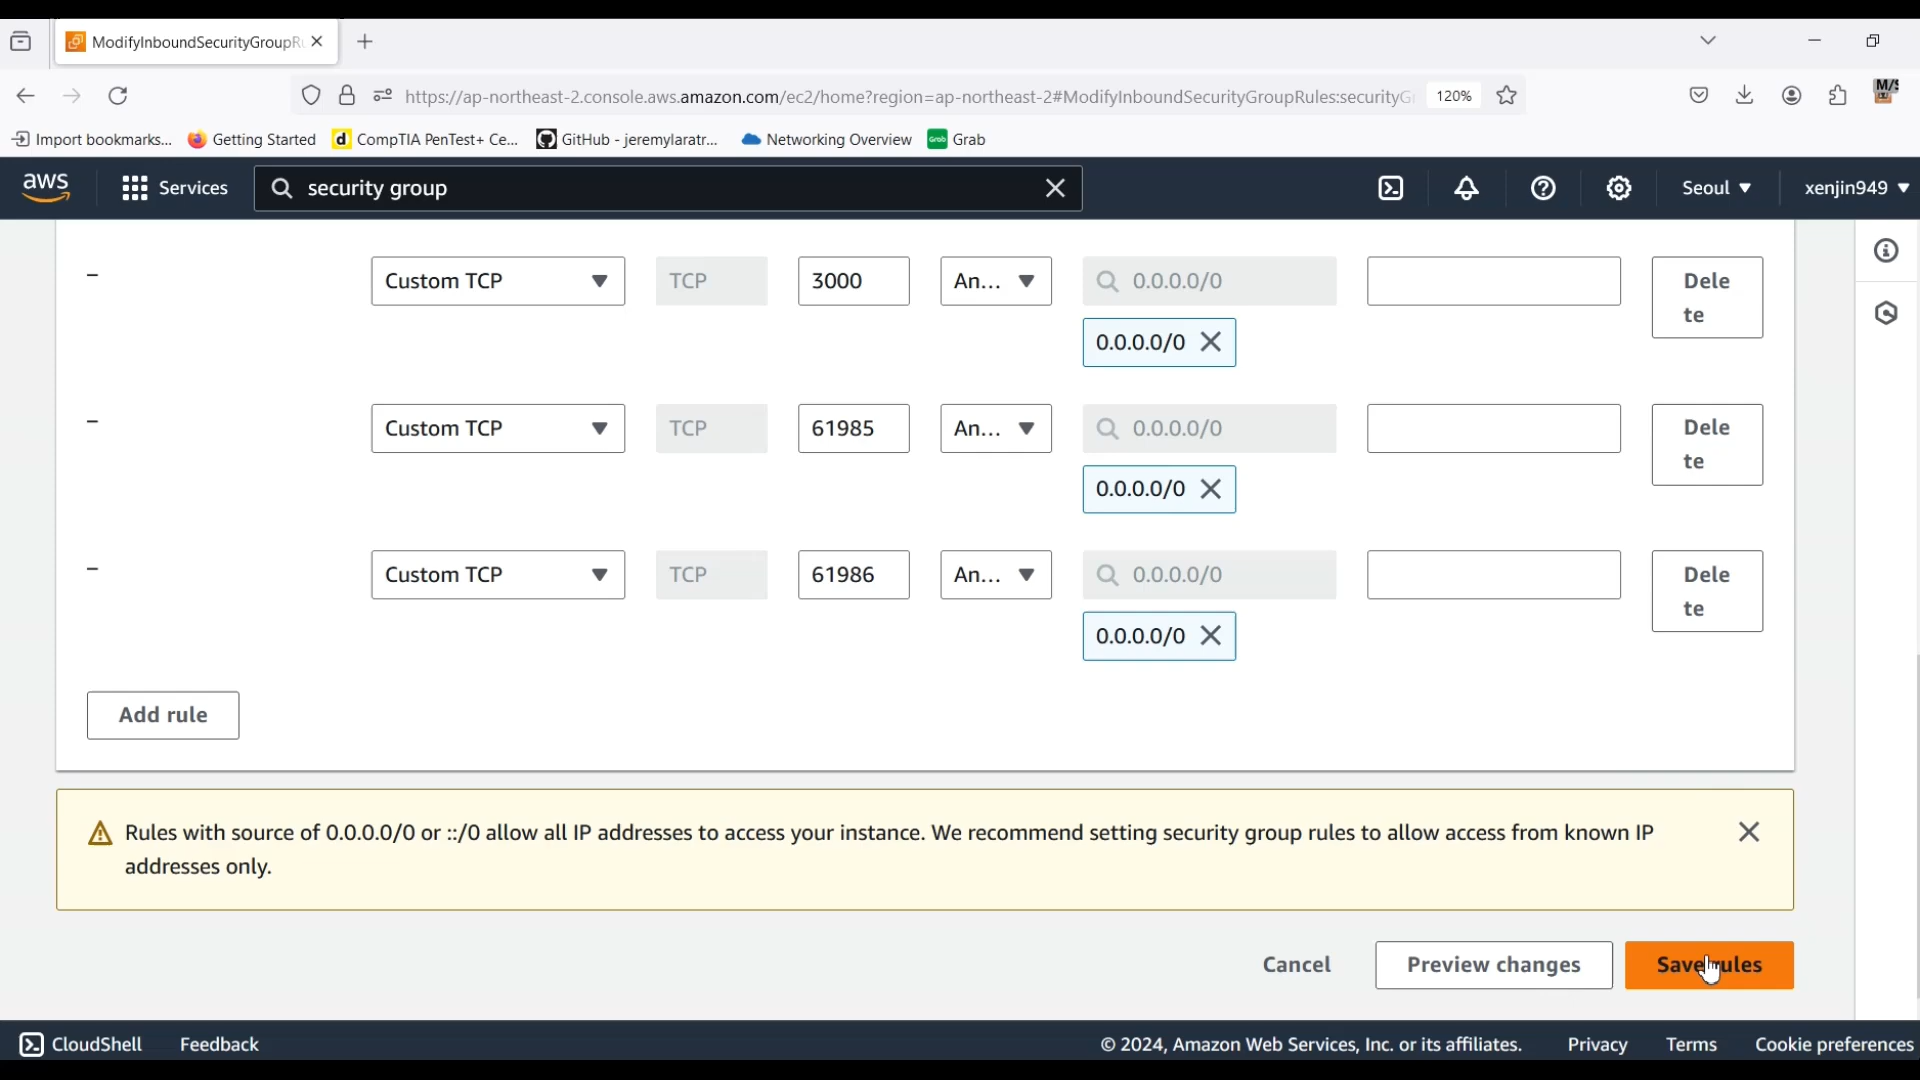 ModifyInboundSecurityGroupRu
https://ap-northeast-2.console.aws.amazon.com/ec2/home?region=ap-northeast-2#ModifyInboundSecurityGroupRules:securityG
120%
M/S
Import bookmarks...
Getting Started
CompTIA PenTest+ Ce...
GitHub - jeremylaratr...
Networking Overview
Grab
Grab
aws
Services
security group
Seoul
xenjin949
–
Custom TCP
TCP
3000
An...
0.0.0.0/0
Dele
te
0.0.0.0/0
–
Custom TCP
TCP
61985
An...
0.0.0.0/0
Dele
te
0.0.0.0/0
–
Custom TCP
TCP
61986
An...
0.0.0.0/0
Dele
te
0.0.0.0/0
Add rule
Rules with source of 0.0.0.0/0 or ::/0 allow all IP addresses to access your instance. We recommend setting security group rules to allow access from known IP
addresses only.
Cancel
Preview changes
Save rules
CloudShell
Feedback
© 2024, Amazon Web Services, Inc. or its affiliates.
Privacy
Terms
Cookie preferences